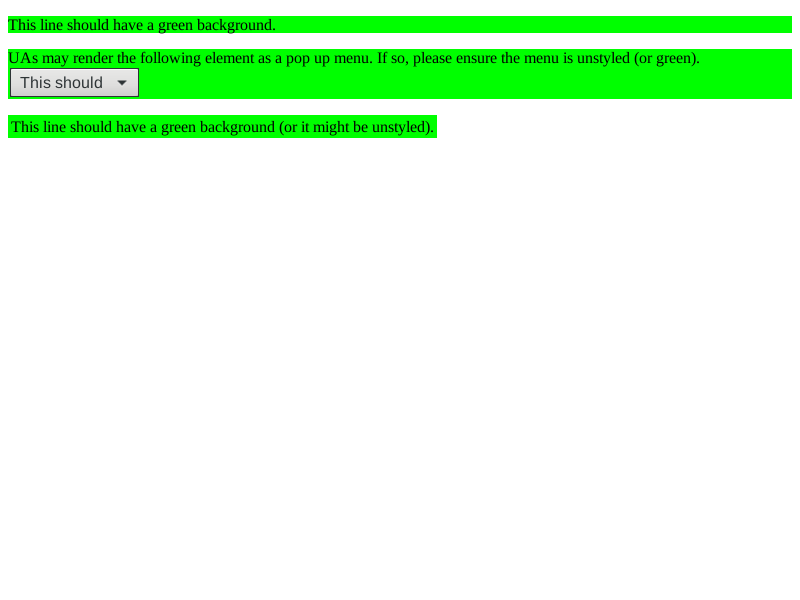 This line should have a green background.
UAs may render the following element as a pop up menu. If so, please ensure the menu is unstyled (or green).
This should
This line should have a green background (or it might be unstyled).